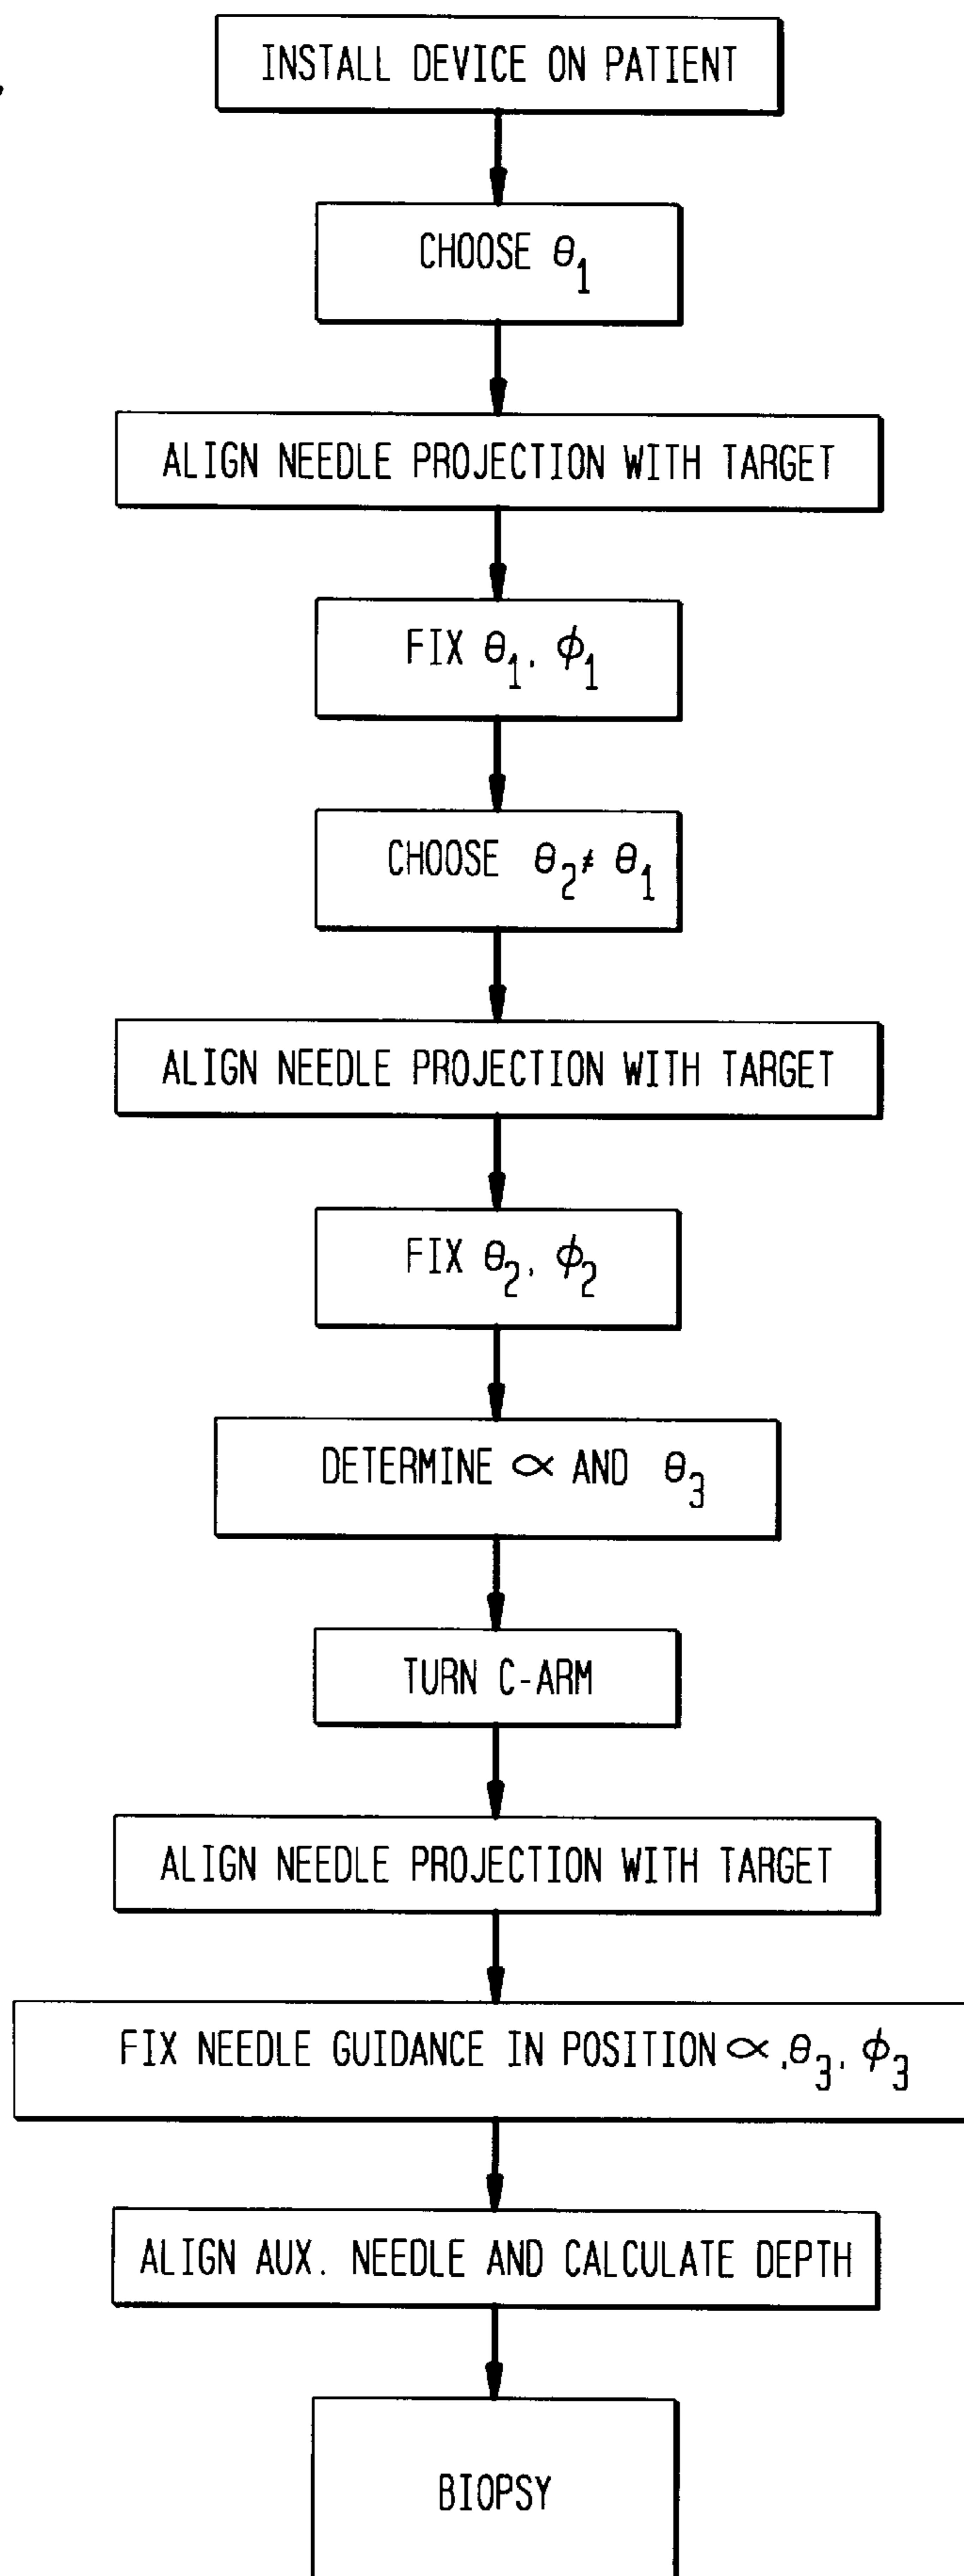 INSTALL DEVICE ON PATIENT
CHOOSE θ₁
ALIGN NEEDLE PROJECTION WITH TARGET
FIX θ₁, ϕ₁
CHOOSE θ₂≠ θ₁
ALIGN NEEDLE PROJECTION WITH TARGET
FIX θ₂, ϕ₂
DETERMINE ∝ AND θ₃
TURN C-ARM
ALIGN NEEDLE PROJECTION WITH TARGET
FIX NEEDLE GUIDANCE IN POSITION ∝ ,θ₃, ϕ₃
ALIGN AUX. NEEDLE AND CALCULATE DEPTH
BIOPSY